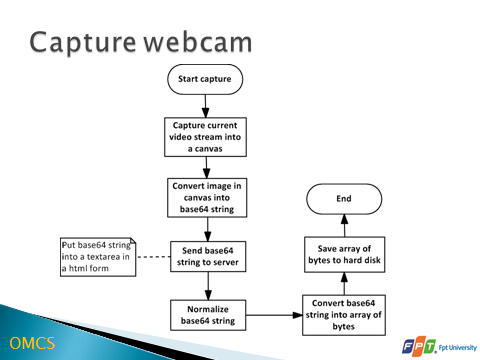 Capture webcam
Start capture
Capture current
video stream into
a canvas
Convert image in
canvas into
base64 string
End
Put base64 string
into a textarea in
a html form
Send base64
string to server
Save array of
bytes to hard disk
Normalize
base64 string
Convert base64
string into array of
bytes
OMCS
FPT Fpt University